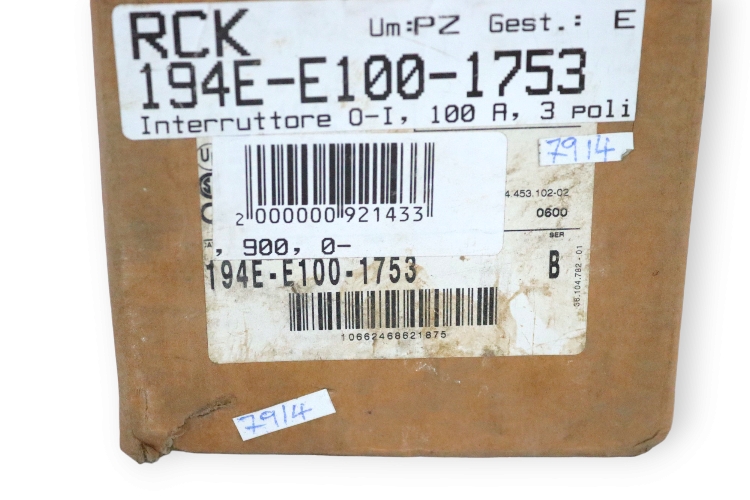 RCK Um:PZ Gest.: E
194E-E100-1753
Interruttore O-I, 100 A, 3 poli
7914
4.453.102-02
2 000000 921433
0600
SER
, 900, 0-
194E-E100-1753
B
10662468621875
7914